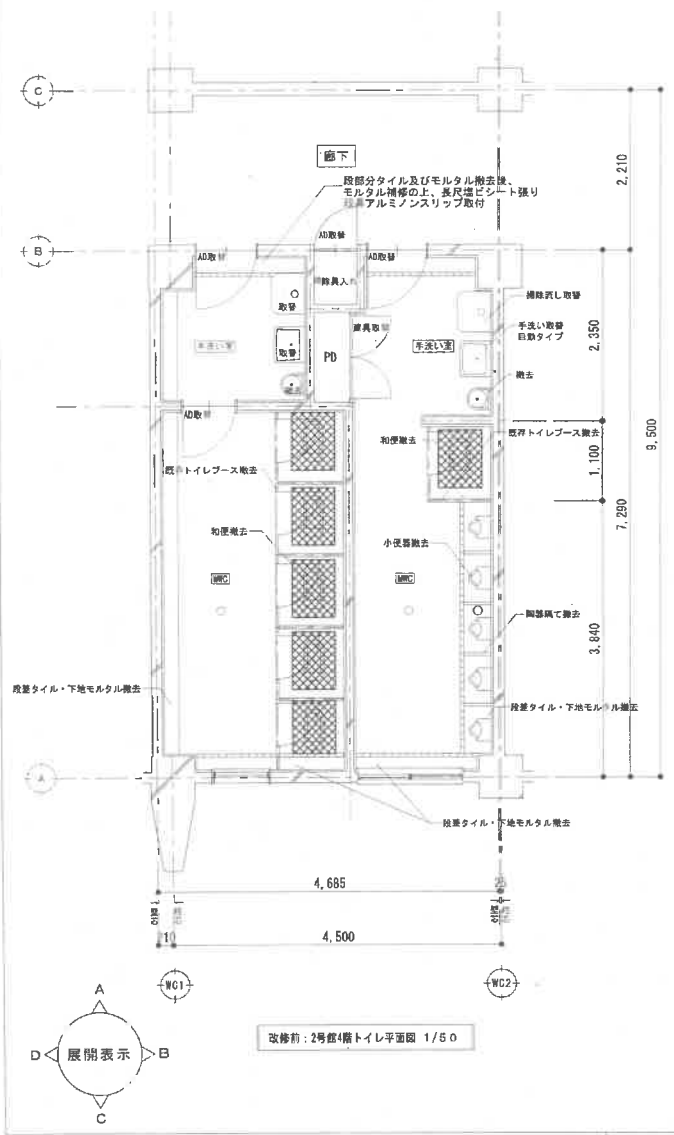 C
廊下
段部分タイル及びモルタル撤去後、
モルタル補修の上、長尺塩ビシート張り
アルミノンスリップ取付
2,210
B
AD取替
AD取替
AD取替
掃除流し取替
取替
手洗い取替
自動タイプ
手洗い室
取替
PD
建具取替
手洗い室
2,350
撤去
AD取替
和便撤去
既存トイレブース撤去
1,100
9,500
既存トイレブース撤去
7,290
和便撤去
小便器撤去
陶器隔て撤去
3,840
段差タイル・下地モルタル撤去
段差タイル・下地モルタル撤去
A
段差タイル・下地モルタル撤去
4,685
4,500
WC1
WC2
A
D
展開表示
B
C
改修前:2号館4階トイレ平面図 1/50